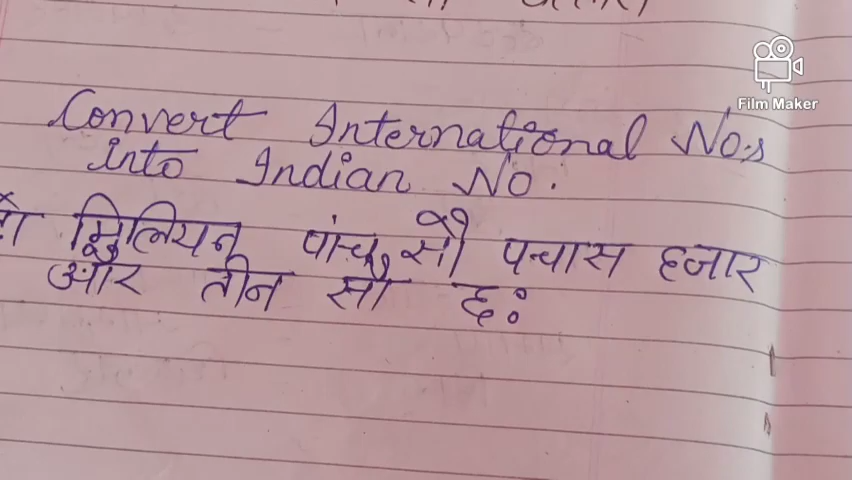 Film Maker
Convert International No.s
into Indian No.
मिलियन पांच सौ पचास हजार
और तीन सौ छः